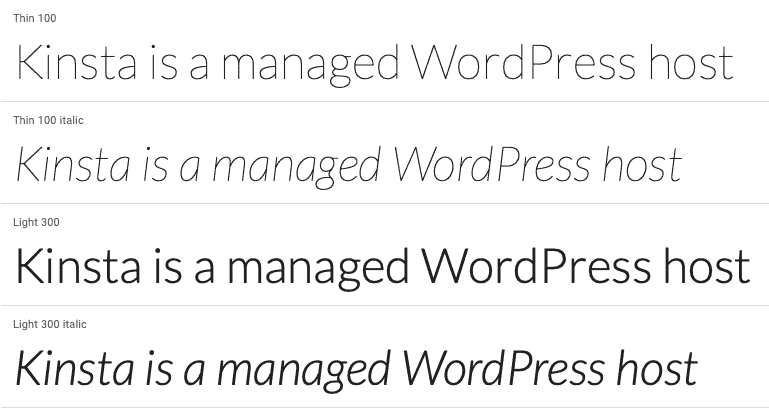 Thin 100
Kinsta is a managed WordPress host
Thin 100 italic
Kinsta is a managed WordPress host
Light 300
Kinsta is a managed WordPress host
Light 300 italic
Kinsta is a managed WordPress host